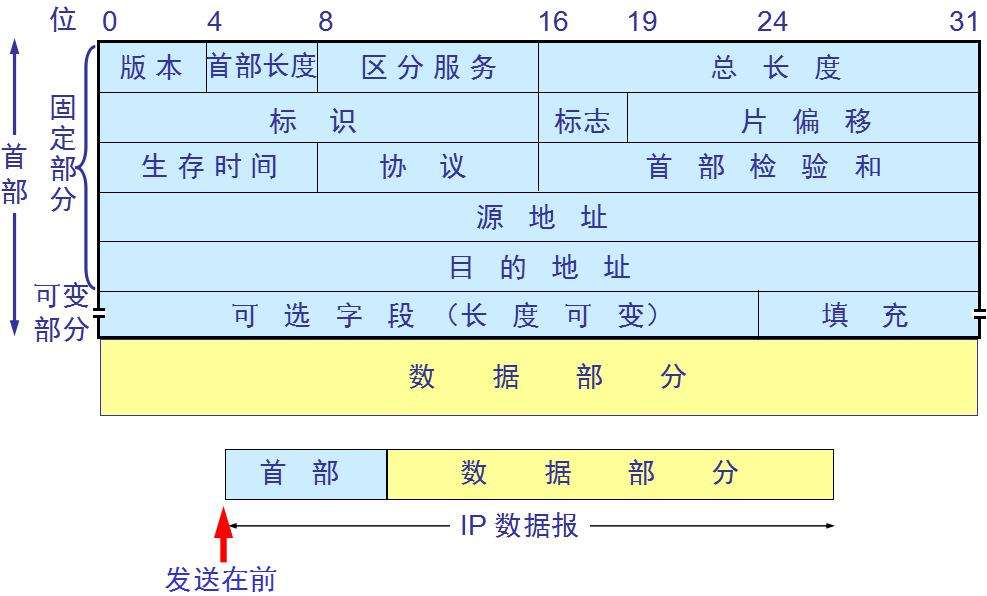 位 0 4 8 16 19 24 31
版本 首部长度 区分服务 总长度
标识 标志 片偏移
生存时间 协议 首部检验和
源地址
目的地址
可选字段（长度可变） 填充
数据部分
首部
固定部分
可变部分
首部 数据部分
IP 数据报
发送在前